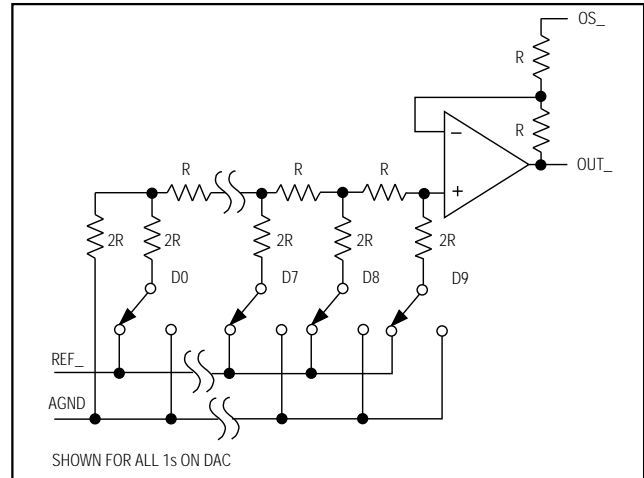 OS_
R
R
OUT_
−
+
R
R
R
2R
2R
2R
2R
2R
D0
D7
D8
D9
REF_
AGND
SHOWN FOR ALL 1s ON DAC